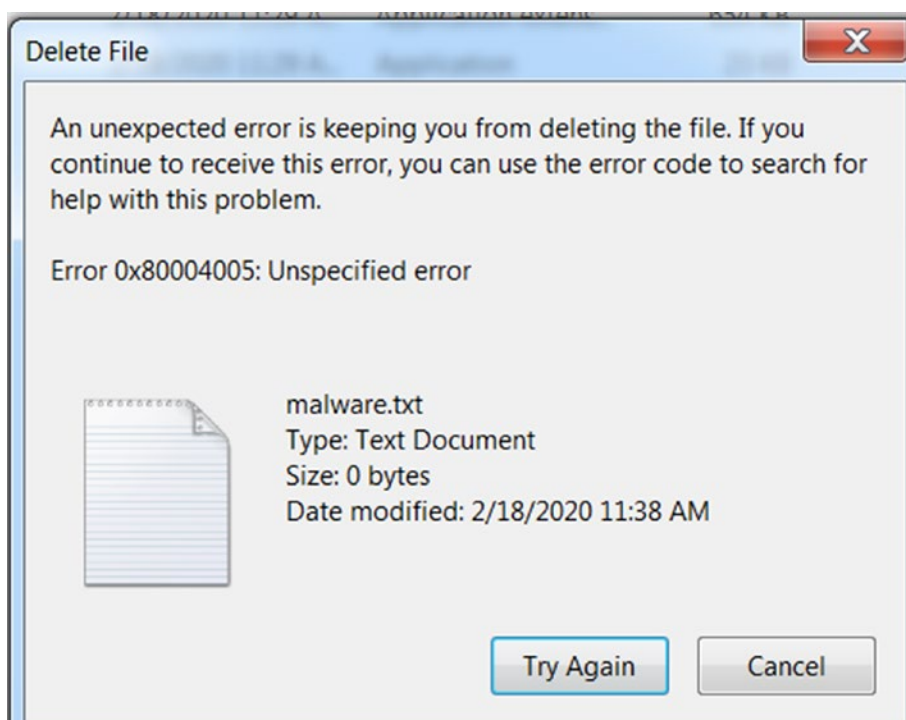 Delete File
An unexpected error is keeping you from deleting the file. If you
continue to receive this error, you can use the error code to search for
help with this problem.
Error 0x80004005: Unspecified error
malware.txt
Type: Text Document
Size: 0 bytes
Date modified: 2/18/2020 11:38 AM
Try Again
Cancel